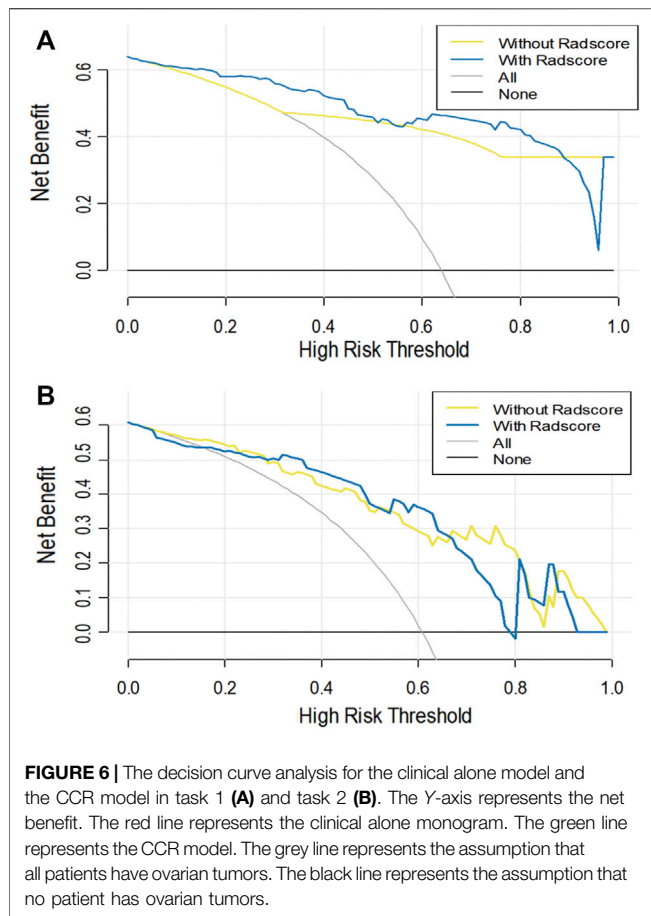 A
Without Radscore
With Radscore
All
None
Net Benefit
0.6
0.4
0.2
0.0
0.0 0.2 0.4 0.6 0.8 1.0
High Risk Threshold
B
Without Radscore
With Radscore
All
None
Net Benefit
0.6
0.5
0.4
0.3
0.2
0.1
0.0
0.0 0.2 0.4 0.6 0.8 1.0
High Risk Threshold
FIGURE 6 | The decision curve analysis for the clinical alone model and
the CCR model in task 1 (A) and task 2 (B). The Y-axis represents the net
benefit. The red line represents the clinical alone monogram. The green line
represents the CCR model. The grey line represents the assumption that
all patients have ovarian tumors. The black line represents the assumption that
no patient has ovarian tumors.